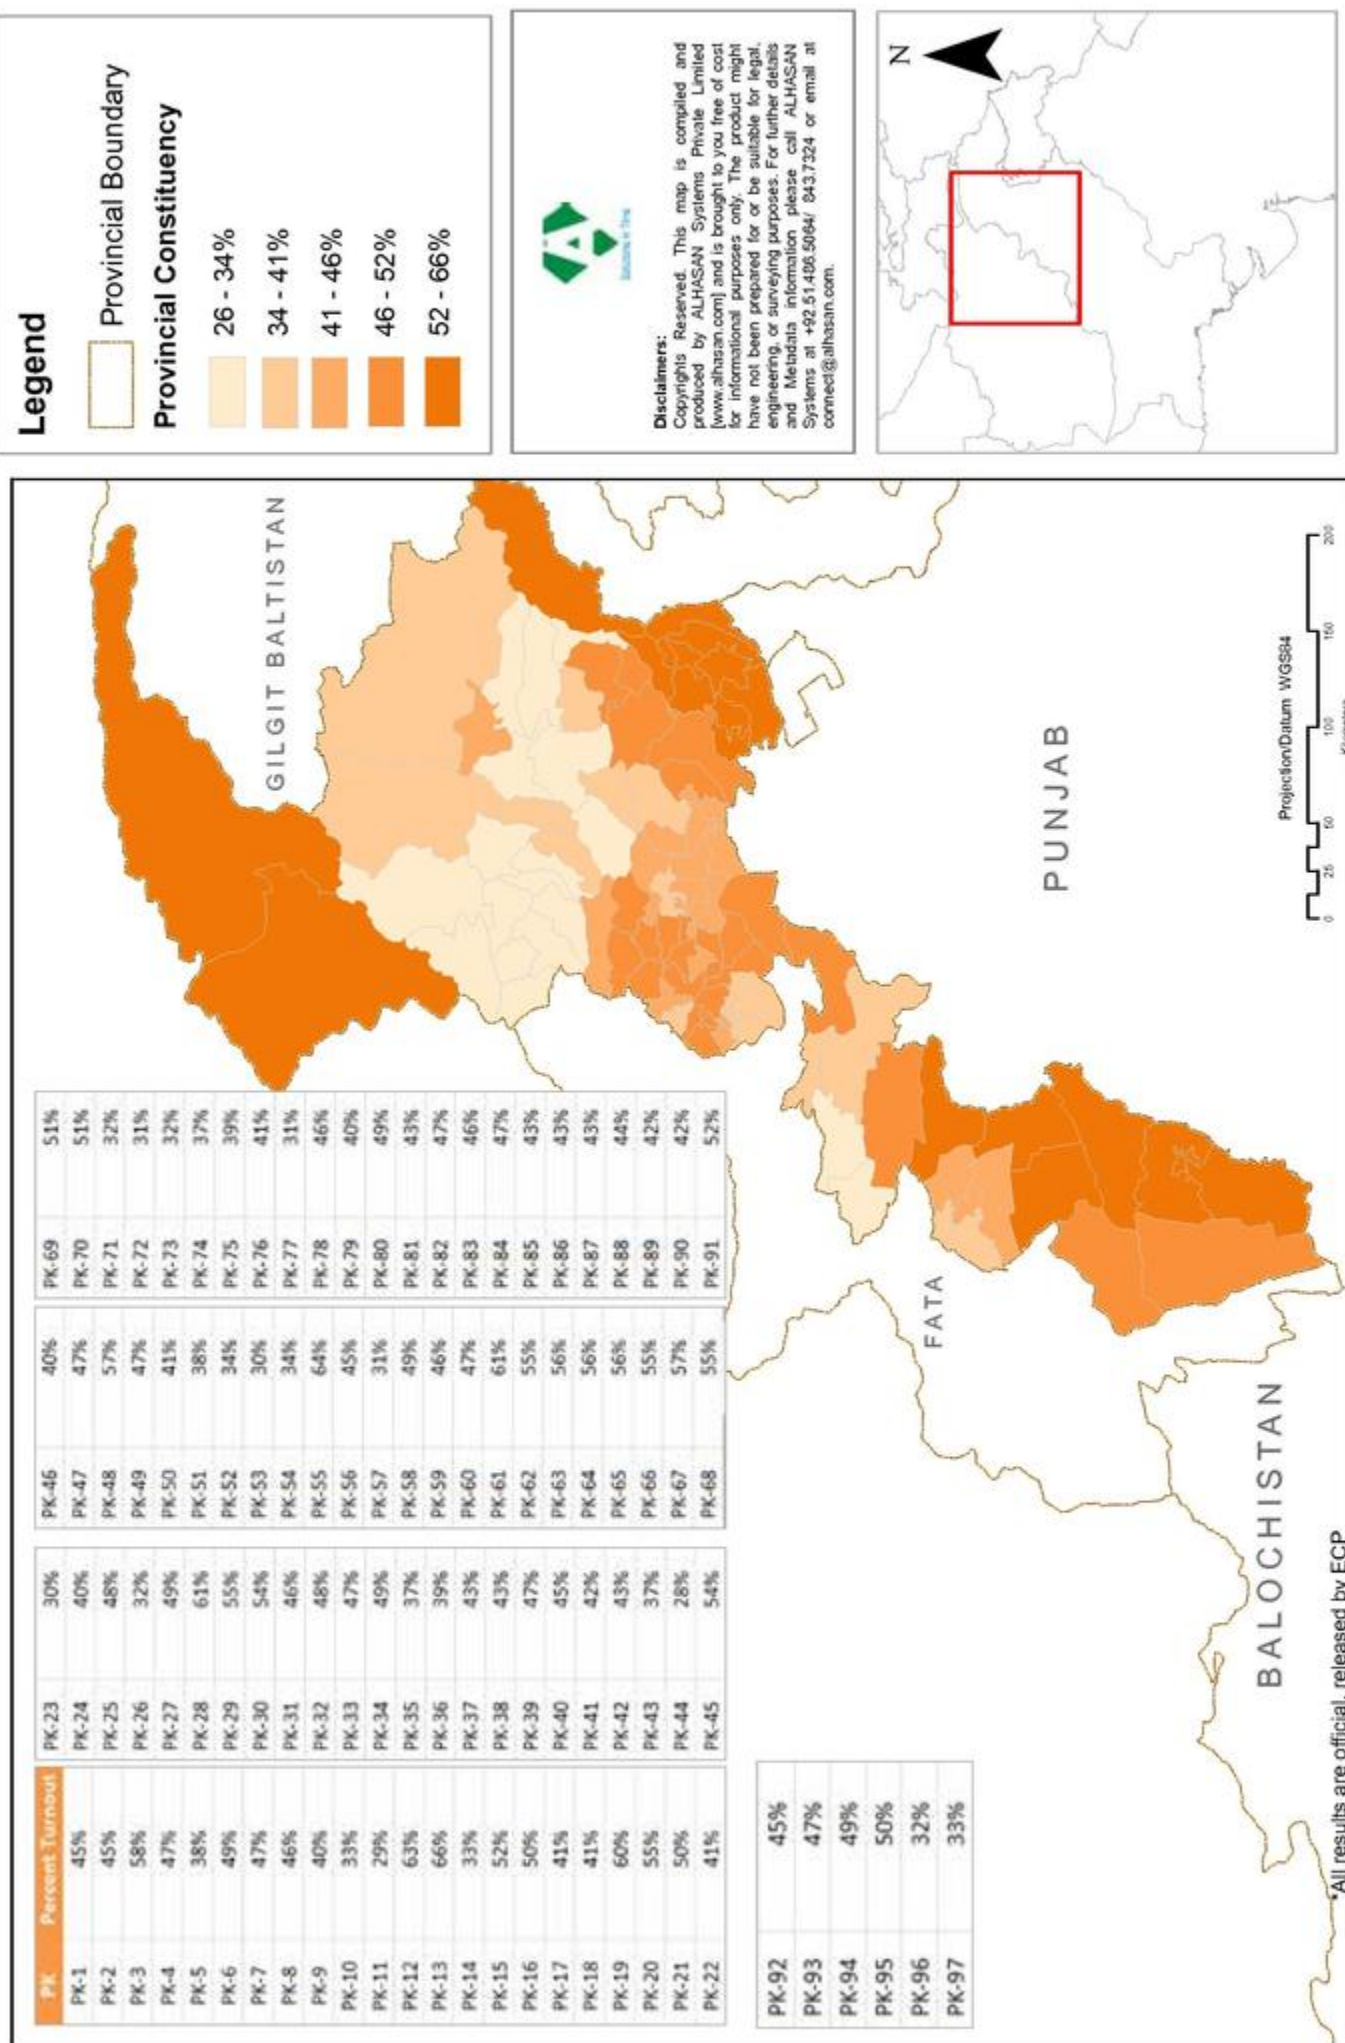 Legend
Provincial Boundary
Provincial Constituency
26 - 34%
34 - 41%
41 - 46%
46 - 52%
52 - 66%
Solutions in Time
Disclaimers:
Copyrights Reserved. This map is compiled and
produced by ALHASAN Systems Private Limited
[www.alhasan.com] and is brought to you free of cost
for informational purposes only. The product might
have not been prepared for or be suitable for legal,
engineering, or surveying purposes. For further details
and Metadata information please call ALHASAN
Systems at +92.51.486.5064/ 843.7324 or email at
connect@alhasan.com.
N
GILGIT BALTISTAN
PUNJAB
FATA
BALOCHISTAN
Projection/Datum WGS84
0 25 50 100 150 200
PK Percent Turnout
PK-1 45%
PK-2 45%
PK-3 58%
PK-4 47%
PK-5 38%
PK-6 49%
PK-7 47%
PK-8 46%
PK-9 40%
PK-10 33%
PK-11 29%
PK-12 63%
PK-13 66%
PK-14 33%
PK-15 52%
PK-16 50%
PK-17 41%
PK-18 41%
PK-19 60%
PK-20 55%
PK-21 50%
PK-22 41%
PK-23 30%
PK-24 40%
PK-25 48%
PK-26 32%
PK-27 49%
PK-28 61%
PK-29 55%
PK-30 54%
PK-31 46%
PK-32 48%
PK-33 47%
PK-34 49%
PK-35 37%
PK-36 39%
PK-37 43%
PK-38 43%
PK-39 47%
PK-40 45%
PK-41 42%
PK-42 43%
PK-43 37%
PK-44 28%
PK-45 54%
PK-46 40%
PK-47 47%
PK-48 57%
PK-49 47%
PK-50 41%
PK-51 38%
PK-52 34%
PK-53 30%
PK-54 34%
PK-55 64%
PK-56 45%
PK-57 31%
PK-58 49%
PK-59 46%
PK-60 47%
PK-61 61%
PK-62 55%
PK-63 56%
PK-64 56%
PK-65 56%
PK-66 55%
PK-67 57%
PK-68 55%
PK-69 51%
PK-70 51%
PK-71 32%
PK-72 31%
PK-73 32%
PK-74 37%
PK-75 39%
PK-76 41%
PK-77 31%
PK-78 46%
PK-79 40%
PK-80 49%
PK-81 43%
PK-82 47%
PK-83 46%
PK-84 47%
PK-85 43%
PK-86 43%
PK-87 43%
PK-88 44%
PK-89 42%
PK-90 42%
PK-91 52%
PK-92 45%
PK-93 47%
PK-94 49%
PK-95 50%
PK-96 32%
PK-97 33%
*All results are official, released by ECP